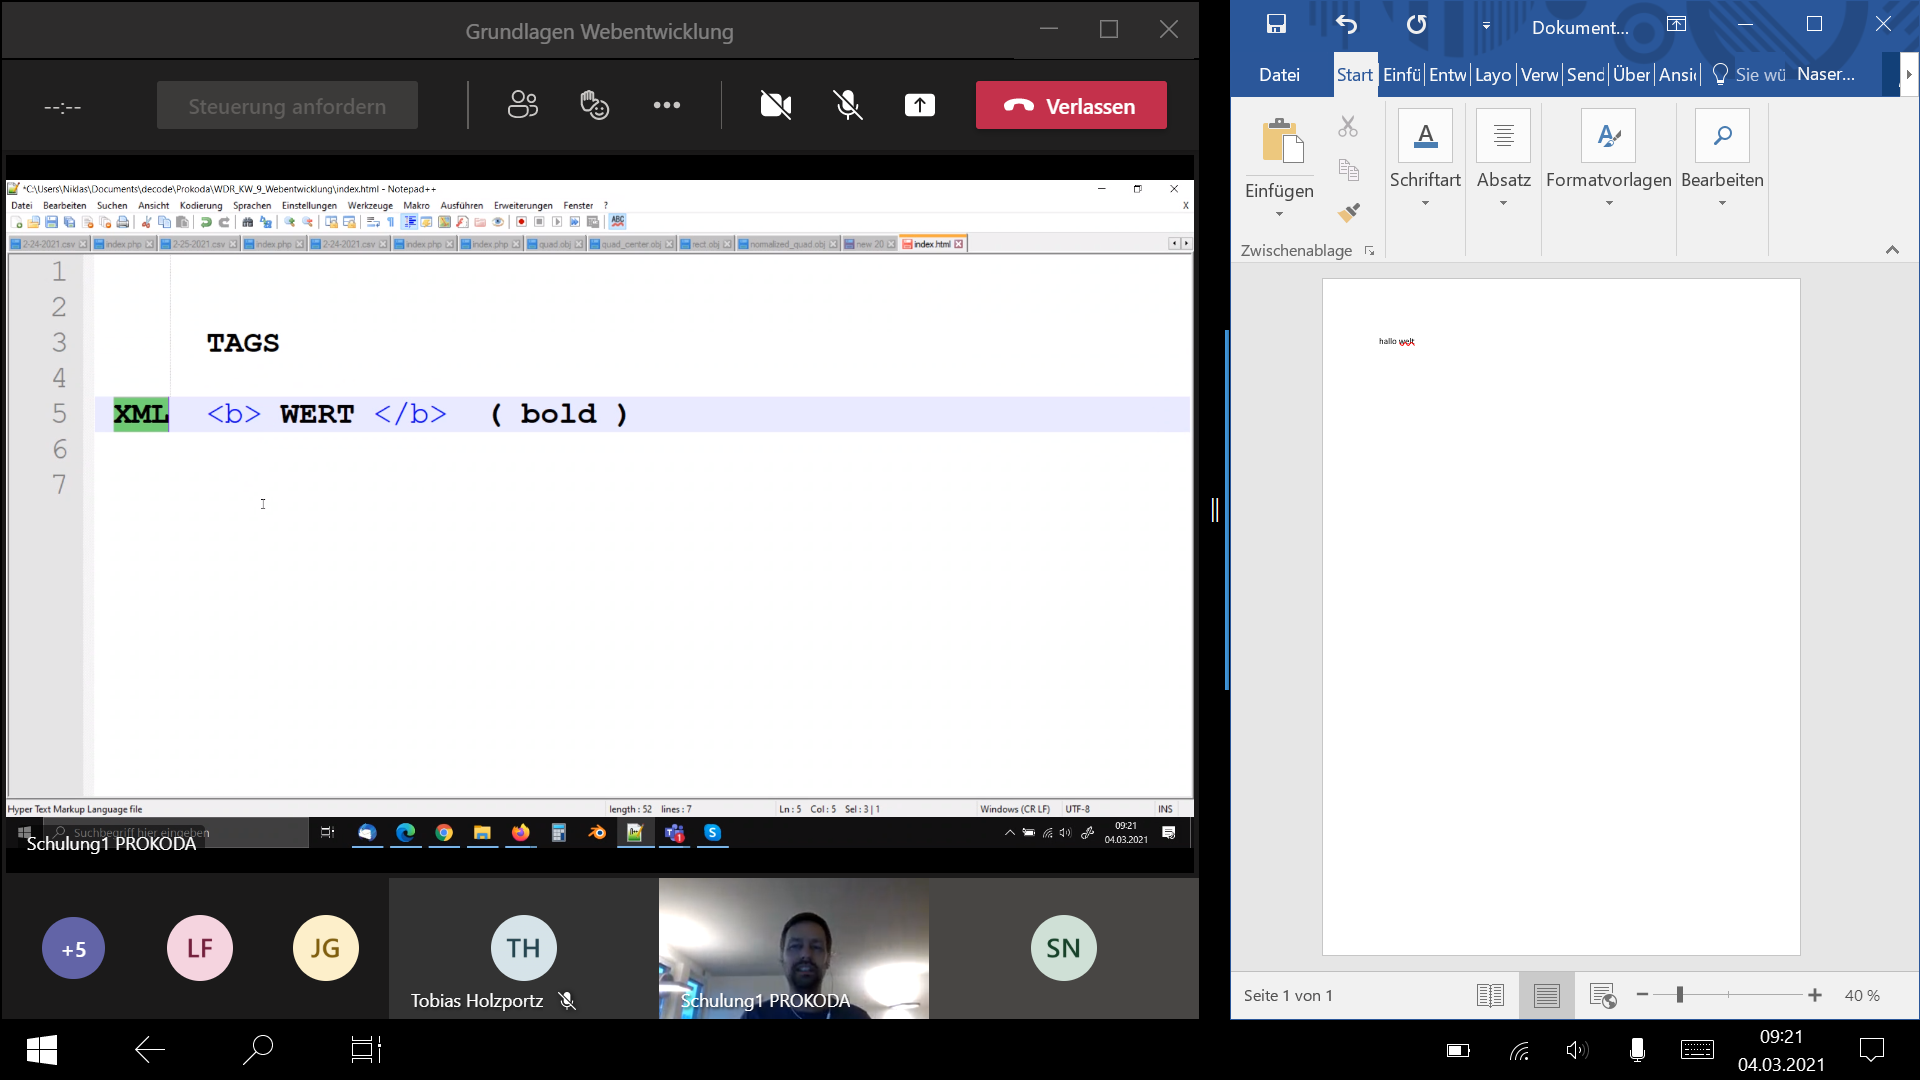 Grundlagen Webentwicklung
--:--
Steuerung anfordern
Verlassen
*C:\Users\Niklas\Documents\decode\Prokoda\WDR_KW_9_Webentwicklung\index.html - Notepad++
Datei Bearbeiten Suchen Ansicht Kodierung Sprachen Einstellungen Werkzeuge Makro Ausführen Erweiterungen Fenster ?
X
ABC
2-24-2021.csv index.php 2-25-2021.csv index.php 2-24-2021.csv index.php index.php quad.obj quad_center.obj rect.obj normalized_quad.obj new 20 index.html
1
2
3 TAGS
4
5 XML <b> WERT </b> ( bold )
6
7
Hyper Text Markup Language file length : 52 lines : 7 Ln : 5 Col : 5 Sel : 3 | 1 Windows (CR LF) UTF-8 INS
Suchbegriff hier eingeben
09:21
04.03.2021
Schulung1 PROKODA
+5
LF
JG
TH
Tobias Holzportz
Schulung1 PROKODA
SN
Dokument...
Datei Start Einfü Entw Layo Verw Send Über Ansi Sie wü Naser...
Einfügen
Schriftart
Absatz
Formatvorlagen
Bearbeiten
Zwischenablage
hallo welt
Seite 1 von 1
40 %
09:21
04.03.2021